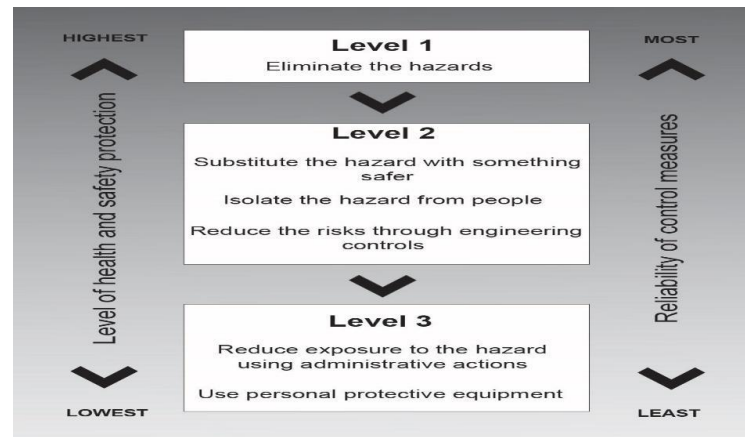 HIGHEST
Level 1
MOST
Eliminate the hazards
Level of health and safety protection
Reliability of control measures
Level 2
Substitute the hazard with something
safer
Isolate the hazard from people
Reduce the risks through engineering
controls
Level 3
Reduce exposure to the hazard
using administrative actions
Use personal protective equipment
LOWEST
LEAST